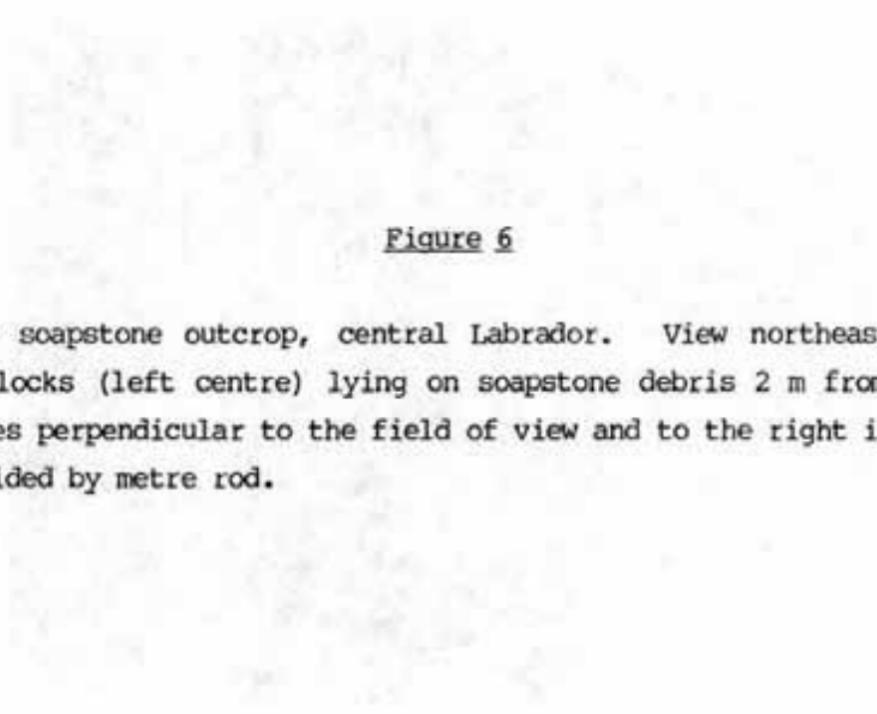 Figure 6
soapstone outcrop, central Labrador. View northeas
locks (left centre) lying on soapstone debris 2 m from
es perpendicular to the field of view and to the right i
ded by metre rod.